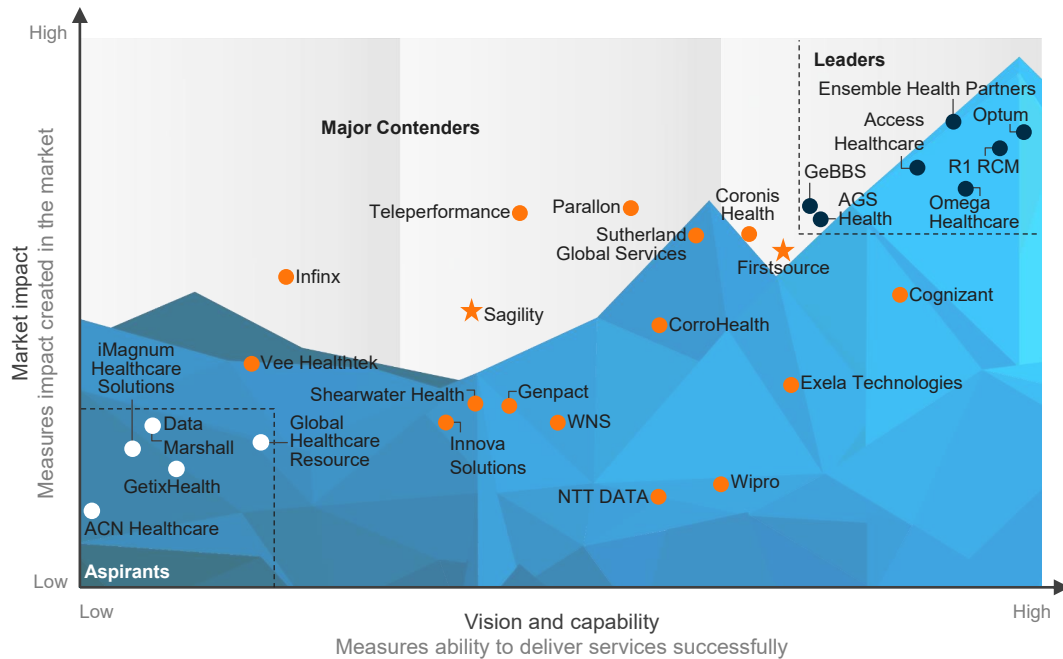 High
Leaders
Ensemble Health Partners
Optum
Access
Healthcare
R1 RCM
Major Contenders
GeBBS
AGS
Health
Omega
Healthcare
Teleperformance
Parallon
Coronis
Health
Sutherland
Global Services
Firstsource
Infinx
Cognizant
Sagility
CorroHealth
iMagnum
Healthcare
Solutions
Vee Healthtek
Exela Technologies
Shearwater Health
Genpact
Data
Marshall
Global
Healthcare
Resource
WNS
Innova
Solutions
GetixHealth
NTT DATA
Wipro
ACN Healthcare
Aspirants
Market impact
Measures impact created in the market
Low
Low
High
Vision and capability
Measures ability to deliver services successfully